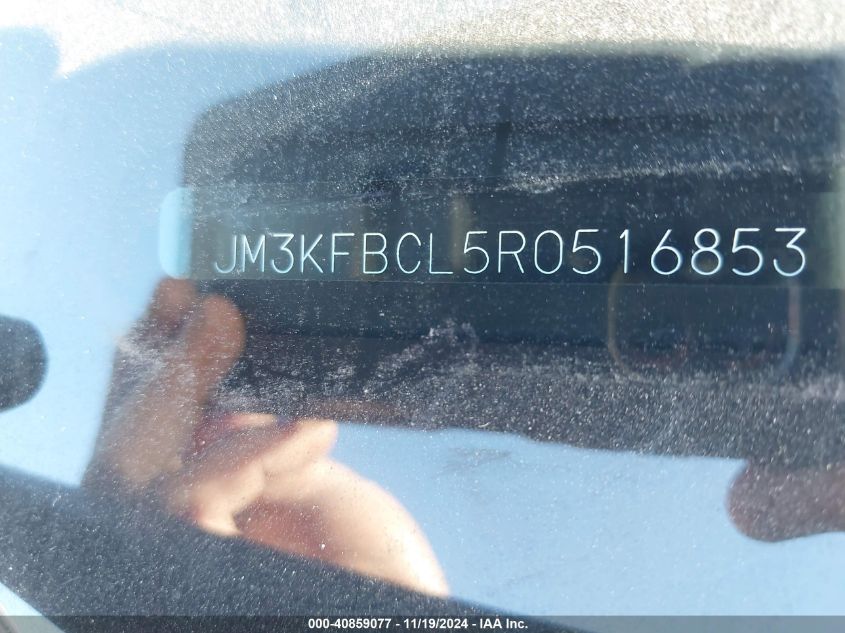 JM3KFBCL5R0516853
000-40859077 - 11/19/2024 - IAA Inc.